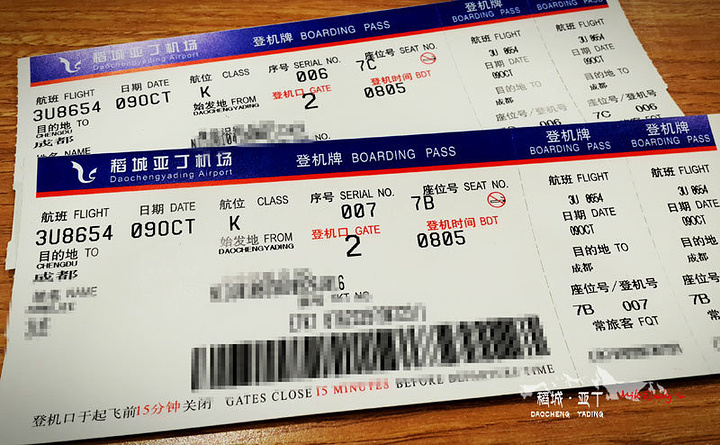 稻城亚丁机场 登机牌 BOARDING PASS 登机牌 BOARDING PASS
Daochengyading Airport
航班 FLIGHT 日期 DATE 航位 CLASS 序号 SERIAL NO. 座位号 SEAT NO. 航班 FLIGHT
3U8654 09OCT K 006 7C 3U 8654
目的地 TO 始发地 FROM 登机口 GATE 登机时间 BDT 日期 DATE
CHENGDU DAOCHENGYADING 2 0805 09OCT
成都 目的地 TO
成都
NAME NO. 座位号/登机号
7C 006
稻城亚丁机场 登机牌 BOARDING PASS 登机牌 BOARDING PASS 登机牌 BOARDING PASS
Daochengyading Airport
航班 FLIGHT 日期 DATE 航位 CLASS 序号 SERIAL NO. 座位号 SEAT NO. 航班 FLIGHT 航班 FLIGHT
3U8654 09OCT K 007 7B 3U 8654 3U 8654
目的地 TO 始发地 FROM 登机口 GATE 登机时间 BDT 日期 DATE 日期 DATE
CHENGDU DAOCHENGYADING 2 0805 09OCT 09OCT
成都 目的地 TO 目的地
成都 成都
NAME 6 座位号/登机号
TKT NO 7B 007 7B
常旅客 FQT
登机口于起飞前15分钟关闭 GATES CLOSE 15 MINUTES BEFORE DEPARTURE TIME
稻城·亚丁
DAOCHENG YADING